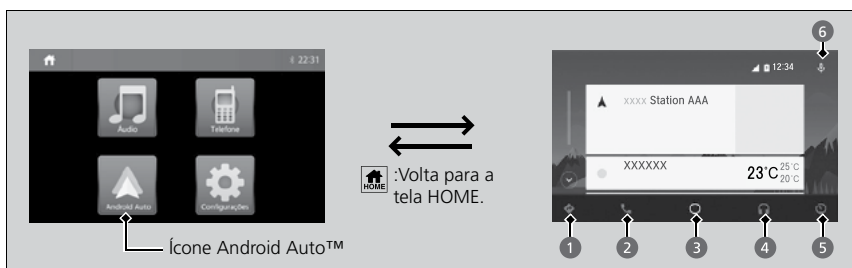 22:31
Audio
Telefone
Android Auto
Configurações
Ícone Android Auto™
HOME
:Volta para a
tela HOME.
6
12:34
xxxx Station AAA
XXXXXX
23°C
25°C
20°C
1
2
3
4
5